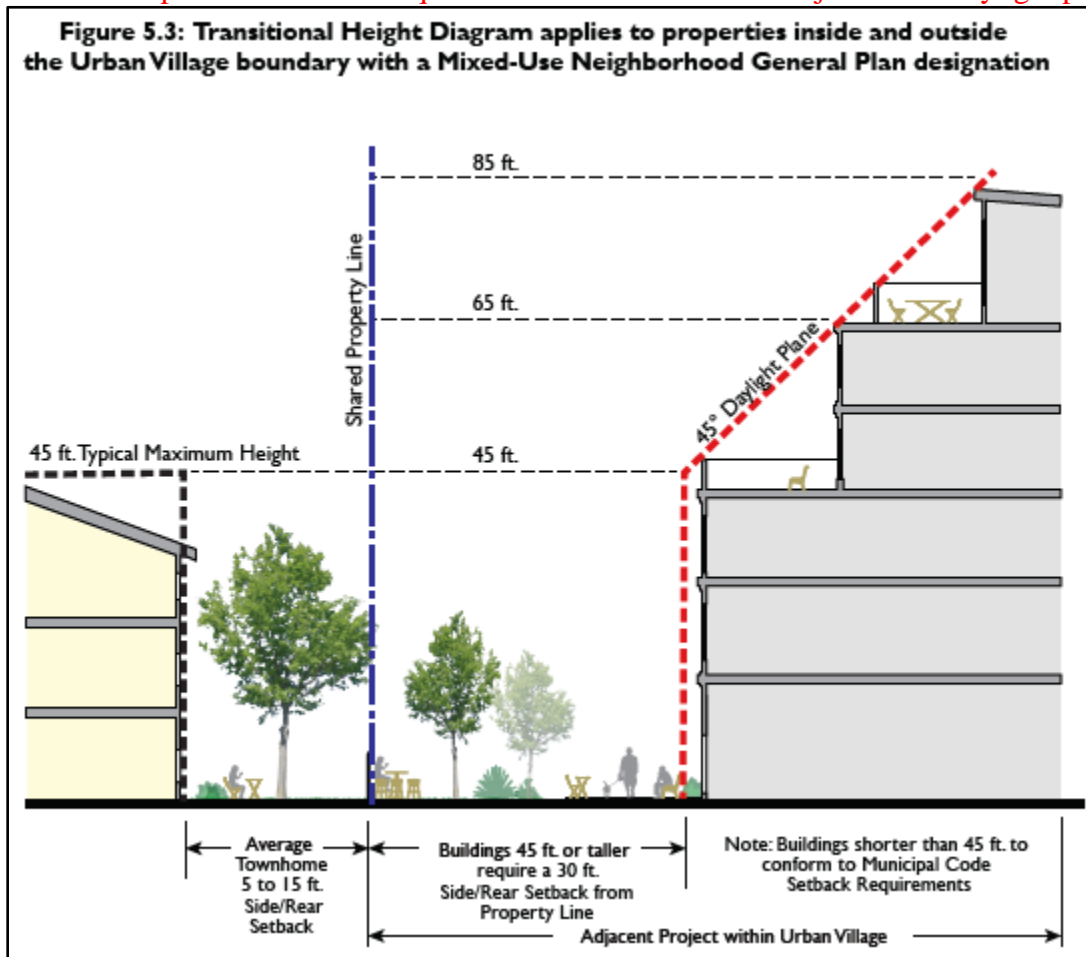 Figure 5.3: Transitional Height Diagram applies to properties inside and outside
the Urban Village boundary with a Mixed-Use Neighborhood General Plan designation
85 ft.
Shared Property Line
65 ft.
45° Daylight Plane
45 ft. Typical Maximum Height
45 ft.
Average
Townhome
5 to 15 ft.
Side/Rear
Setback
Buildings 45 ft. or taller
require a 30 ft.
Side/Rear Setback from
Property Line
Note: Buildings shorter than 45 ft. to
conform to Municipal Code
Setback Requirements
Adjacent Project within Urban Village